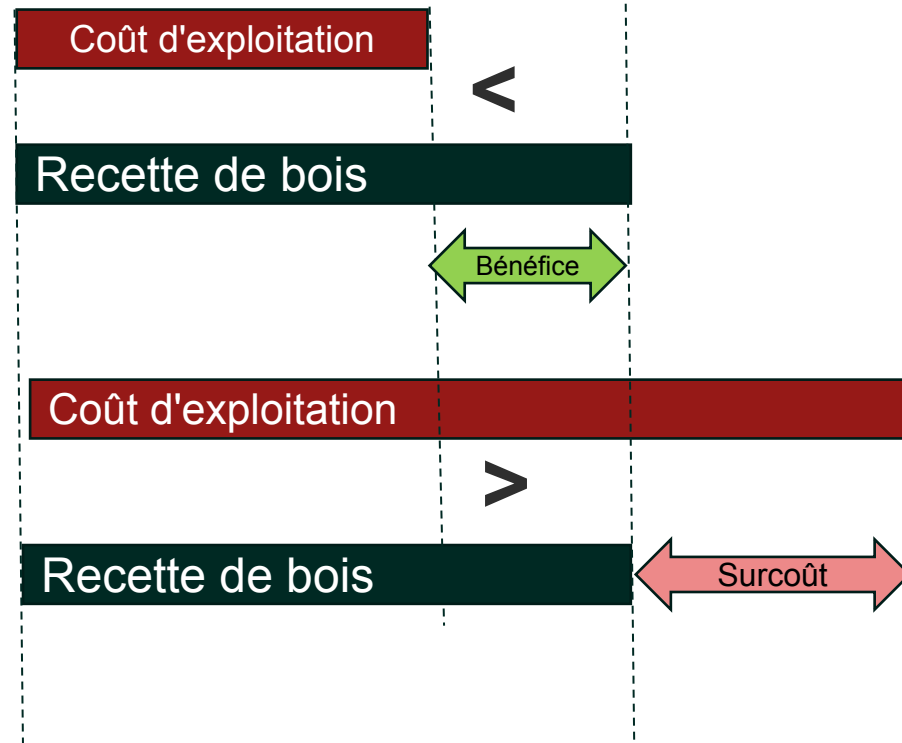 Coût d'exploitation
<
Recette de bois
Bénéfice
Coût d'exploitation
>
Recette de bois
Surcoût